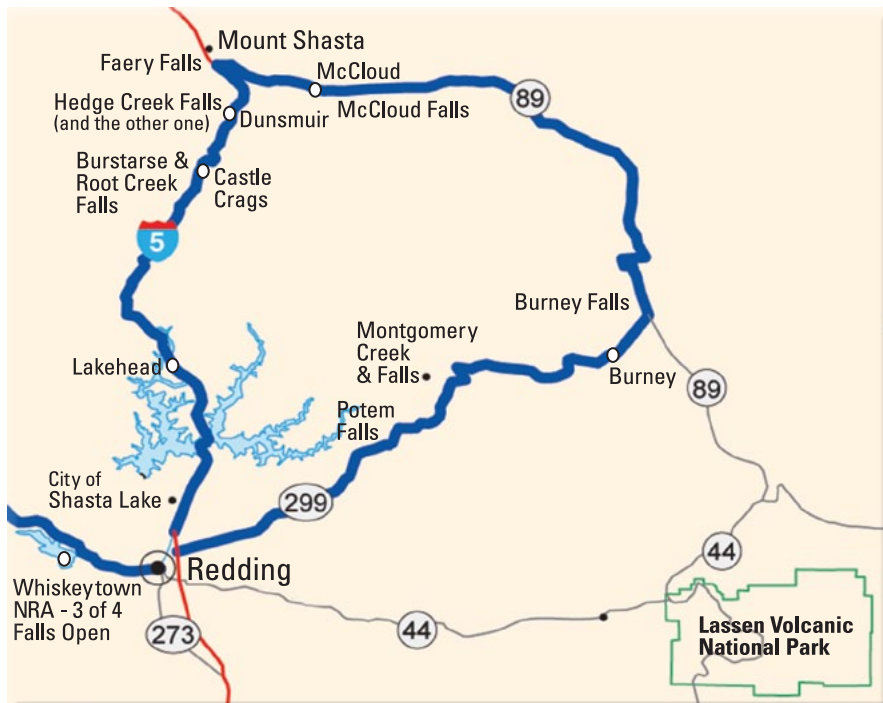 Mount Shasta
Faery Falls
McCloud
McCloud Falls
89
Hedge Creek Falls
(and the other one)
Dunsmuir
Burstarse &
Root Creek
Falls
Castle
Crags
5
Burney Falls
Montgomery
Creek
& Falls
Lakehead
Burney
89
Potem
Falls
City of
Shasta Lake
299
44
Redding
Whiskeytown
NRA - 3 of 4
Falls Open
273
44
Lassen Volcanic
National Park